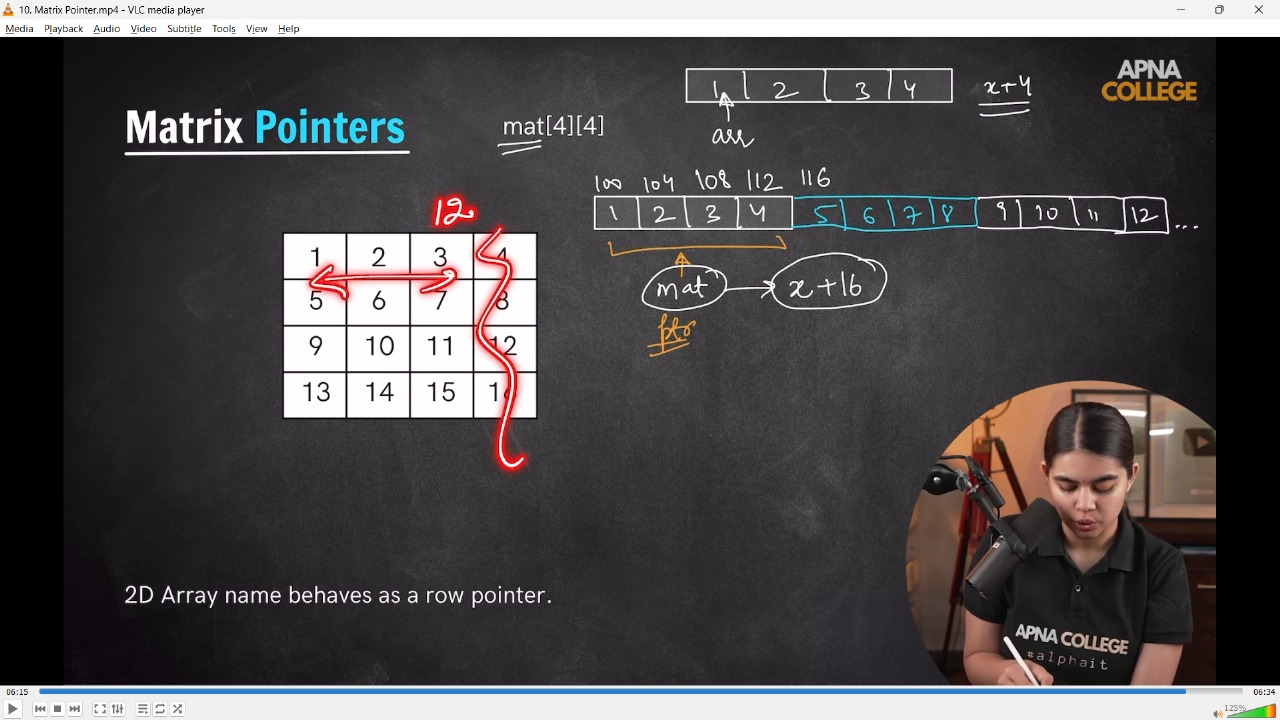 10. Matrix Pointer.mp4 - VLC media player
Media Playback Audio Video Subtitle Tools View Help
1 2 3 4 x+4
APNA
COLLEGE
Matrix Pointers
mat[4][4]
arr
100 104 108 112 116
1 2 3 4 5 6 7 8 9 10 11 12 ...
12
1 2 3 4
5 6 7 8
9 10 11 12
13 14 15
mat x+16
ptr
2D Array name behaves as a row pointer.
APNA COLLEGE
#alphait
06:15 06:34
125%